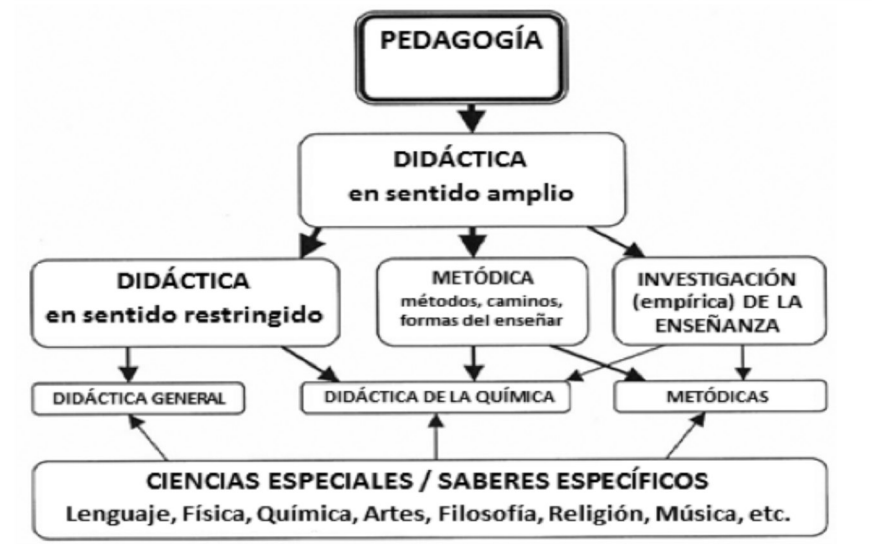 PEDAGOGÍA
DIDÁCTICA
en sentido amplio
DIDÁCTICA
en sentido restringido
METÓDICA
métodos, caminos,
formas del enseñar
INVESTIGACIÓN
(empírica) DE LA
ENSEÑANZA
DIDÁCTICA GENERAL
DIDÁCTICA DE LA QUÍMICA
METÓDICAS
CIENCIAS ESPECIALES / SABERES ESPECÍFICOS
Lenguaje, Física, Química, Artes, Filosofía, Religión, Música, etc.